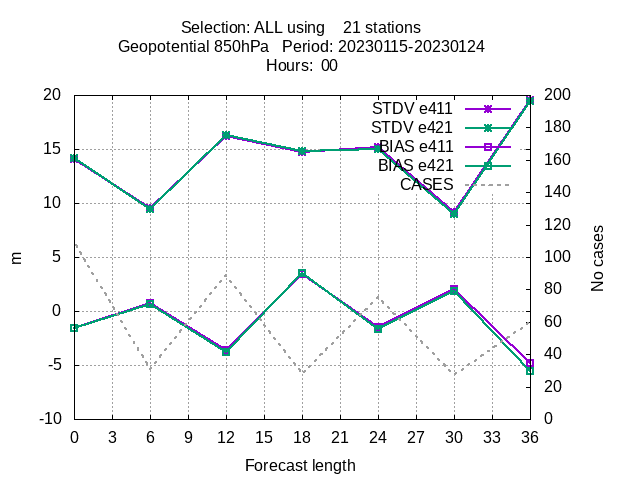 Selection: ALL using    21 stations
Geopotential 850hPa   Period: 20230115-20230124
Hours:  00
STDV e411
STDV e421
BIAS e411
BIAS e421
CASES
20
15
10
5
0
-5
-10
m
200
180
160
140
120
100
80
60
40
20
0
No cases
0 3 6 9 12 15 18 21 24 27 30 33 36
Forecast length